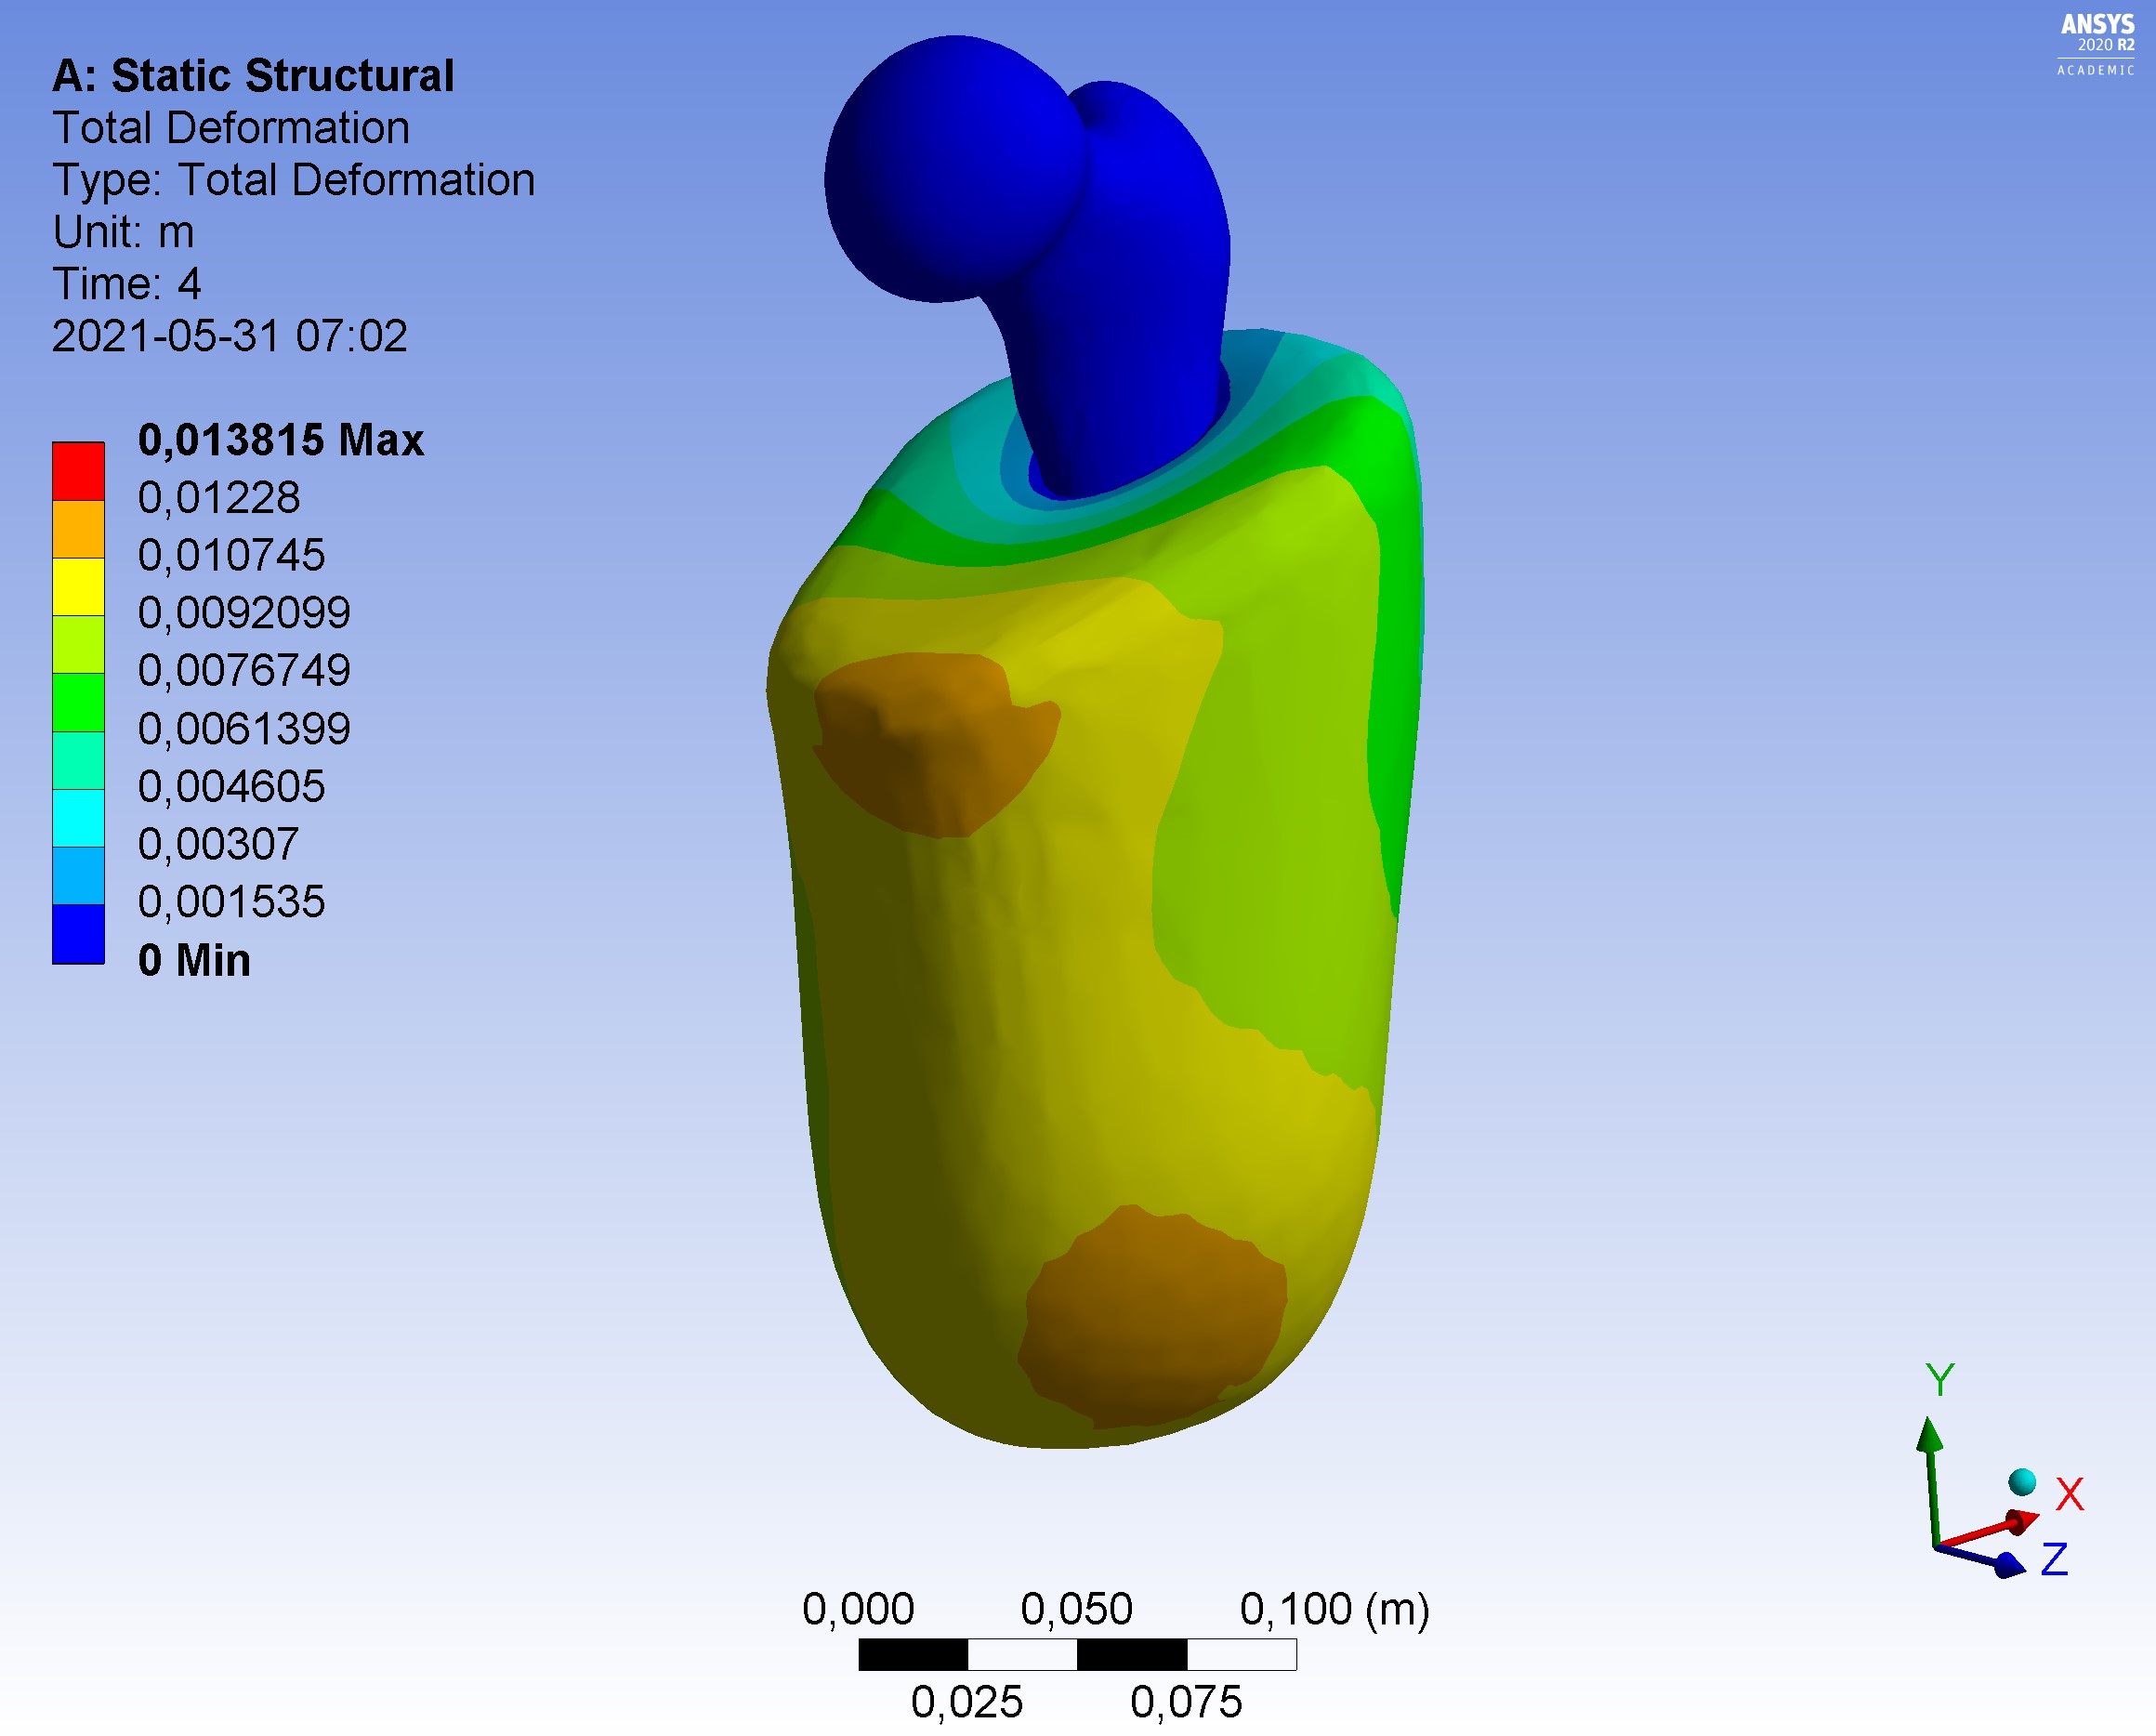 ANSYS
2020 R2
ACADEMIC
A: Static Structural
Total Deformation
Type: Total Deformation
Unit: m
Time: 4
2021-05-31 07:02
0,013815 Max
0,01228
0,010745
0,0092099
0,0076749
0,0061399
0,004605
0,00307
0,001535
0 Min
Y
X
Z
0,000 0,050 0,100 (m)
0,025 0,075